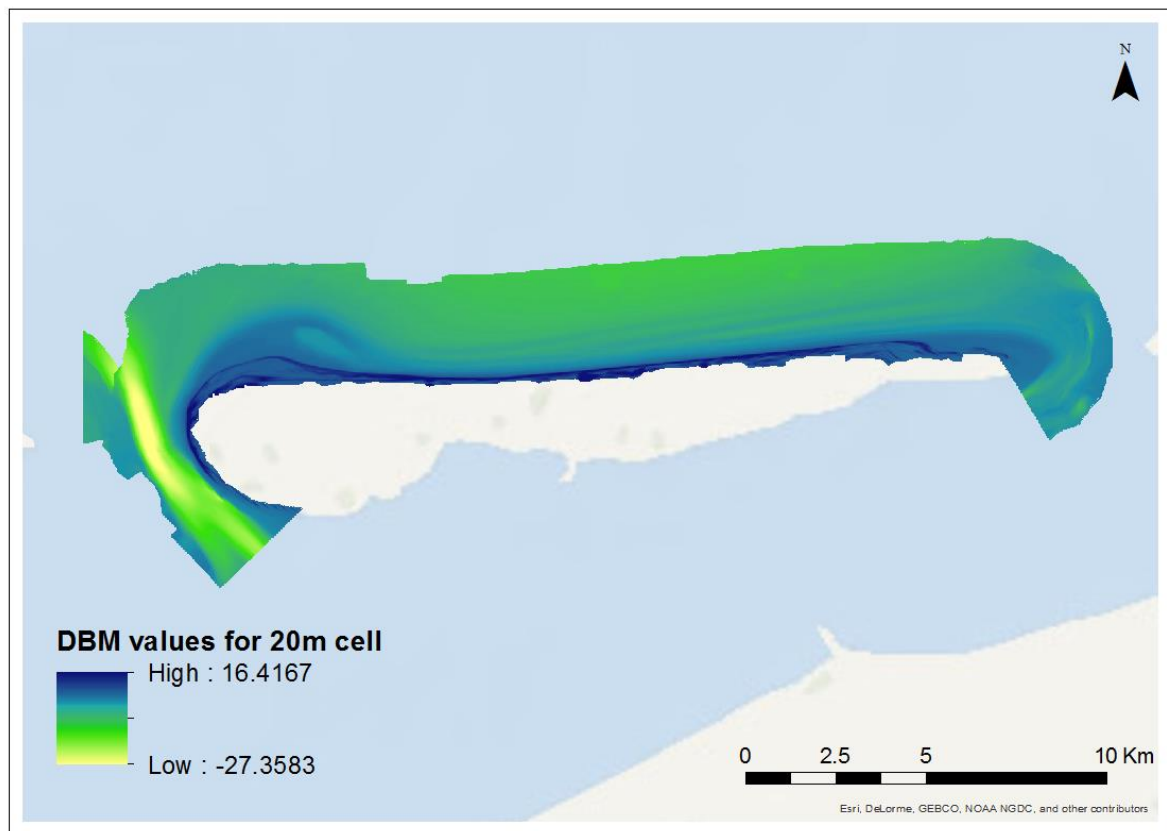 N
DBM values for 20m cell
High : 16.4167
Low : -27.3583
0 2.5 5 10 Km
Esri, DeLorme, GEBCO, NOAA NGDC, and other contributors